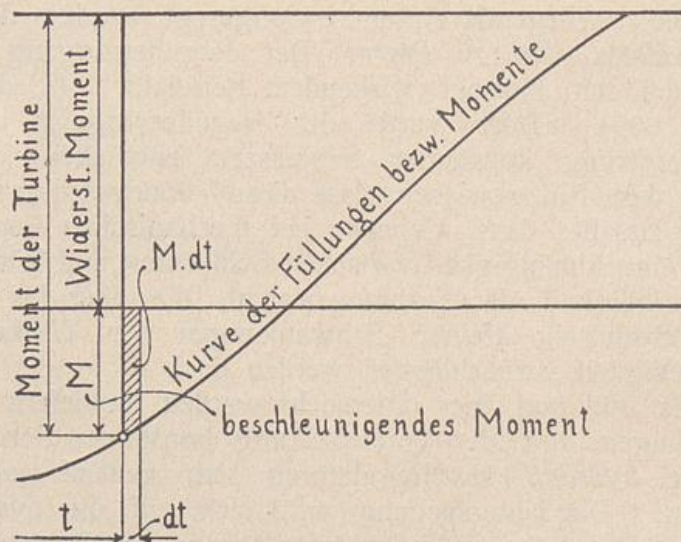 Moment der Turbine
Widerst. Moment
Kurve der Füllungen bezw. Momente
M.dt
M
beschleunigendes Moment
t
dt